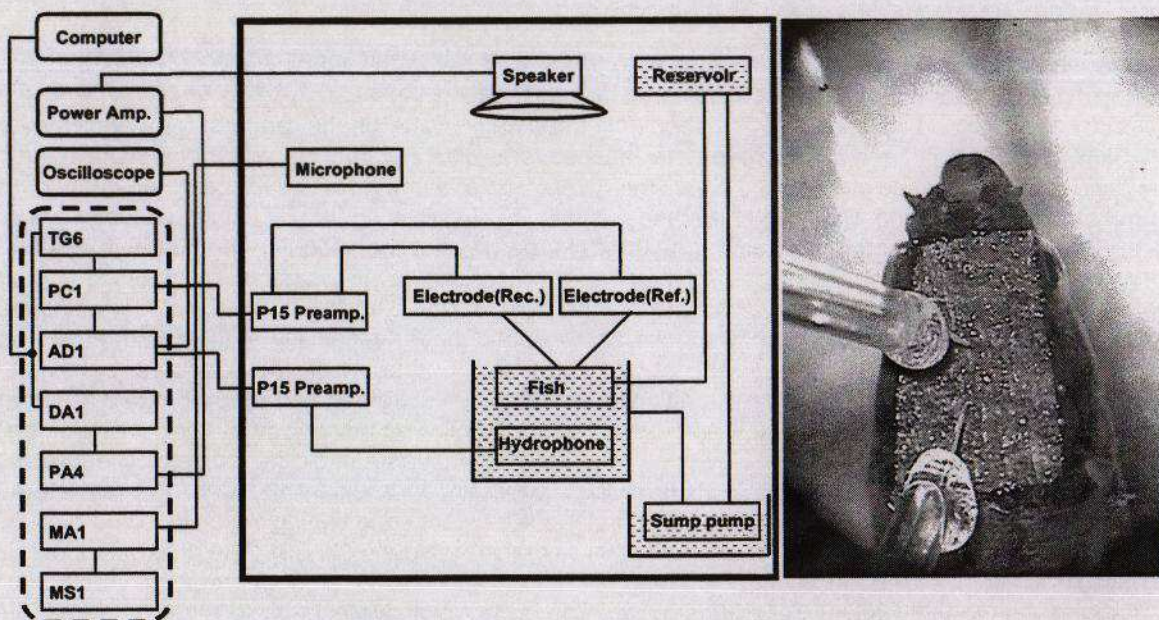 Computer
Power Amp.
Oscilloscope
TG6
PC1
AD1
DA1
PA4
MA1
MS1
Speaker
Reservoir
Microphone
Electrode(Rec.)
Electrode(Ref.)
P15 Preamp.
P15 Preamp.
Fish
Hydrophone
Sump pump